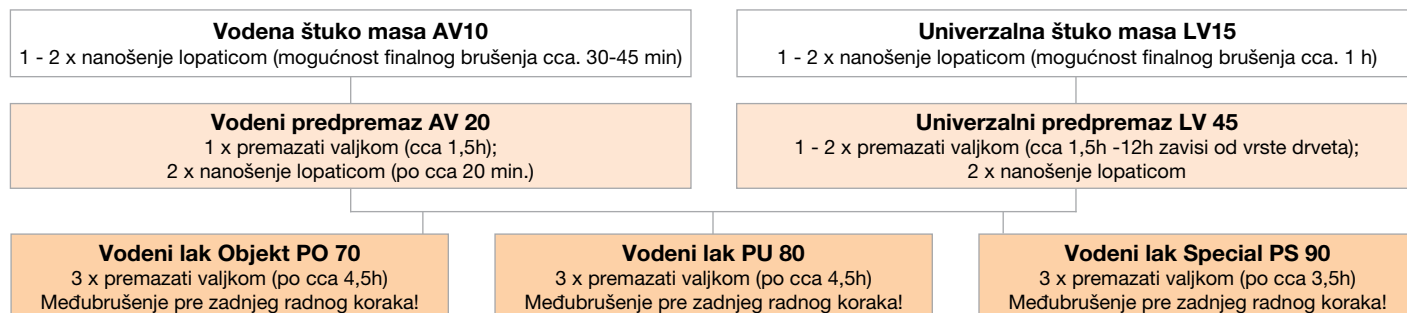 Vodena štuko masa AV10
1 - 2 x nanošenje lopaticom (mogućnost finalnog brušenja cca. 30-45 min)
Univerzalna štuko masa LV15
1 - 2 x nanošenje lopaticom (mogućnost finalnog brušenja cca. 1 h)
Vodeni predpremaz AV 20
1 x premazati valjkom (cca 1,5h);
2 x nanošenje lopaticom (po cca 20 min.)
Univerzalni predpremaz LV 45
1 - 2 x premazati valjkom (cca 1,5h -12h zavisi od vrste drveta);
2 x nanošenje lopaticom
Vodeni lak Objekt PO 70
3 x premazati valjkom (po cca 4,5h)
Međubrušenje pre zadnjeg radnog koraka!
Vodeni lak PU 80
3 x premazati valjkom (po cca 4,5h)
Međubrušenje pre zadnjeg radnog koraka!
Vodeni lak Special PS 90
3 x premazati valjkom (po cca 3,5h)
Međubrušenje pre zadnjeg radnog koraka!